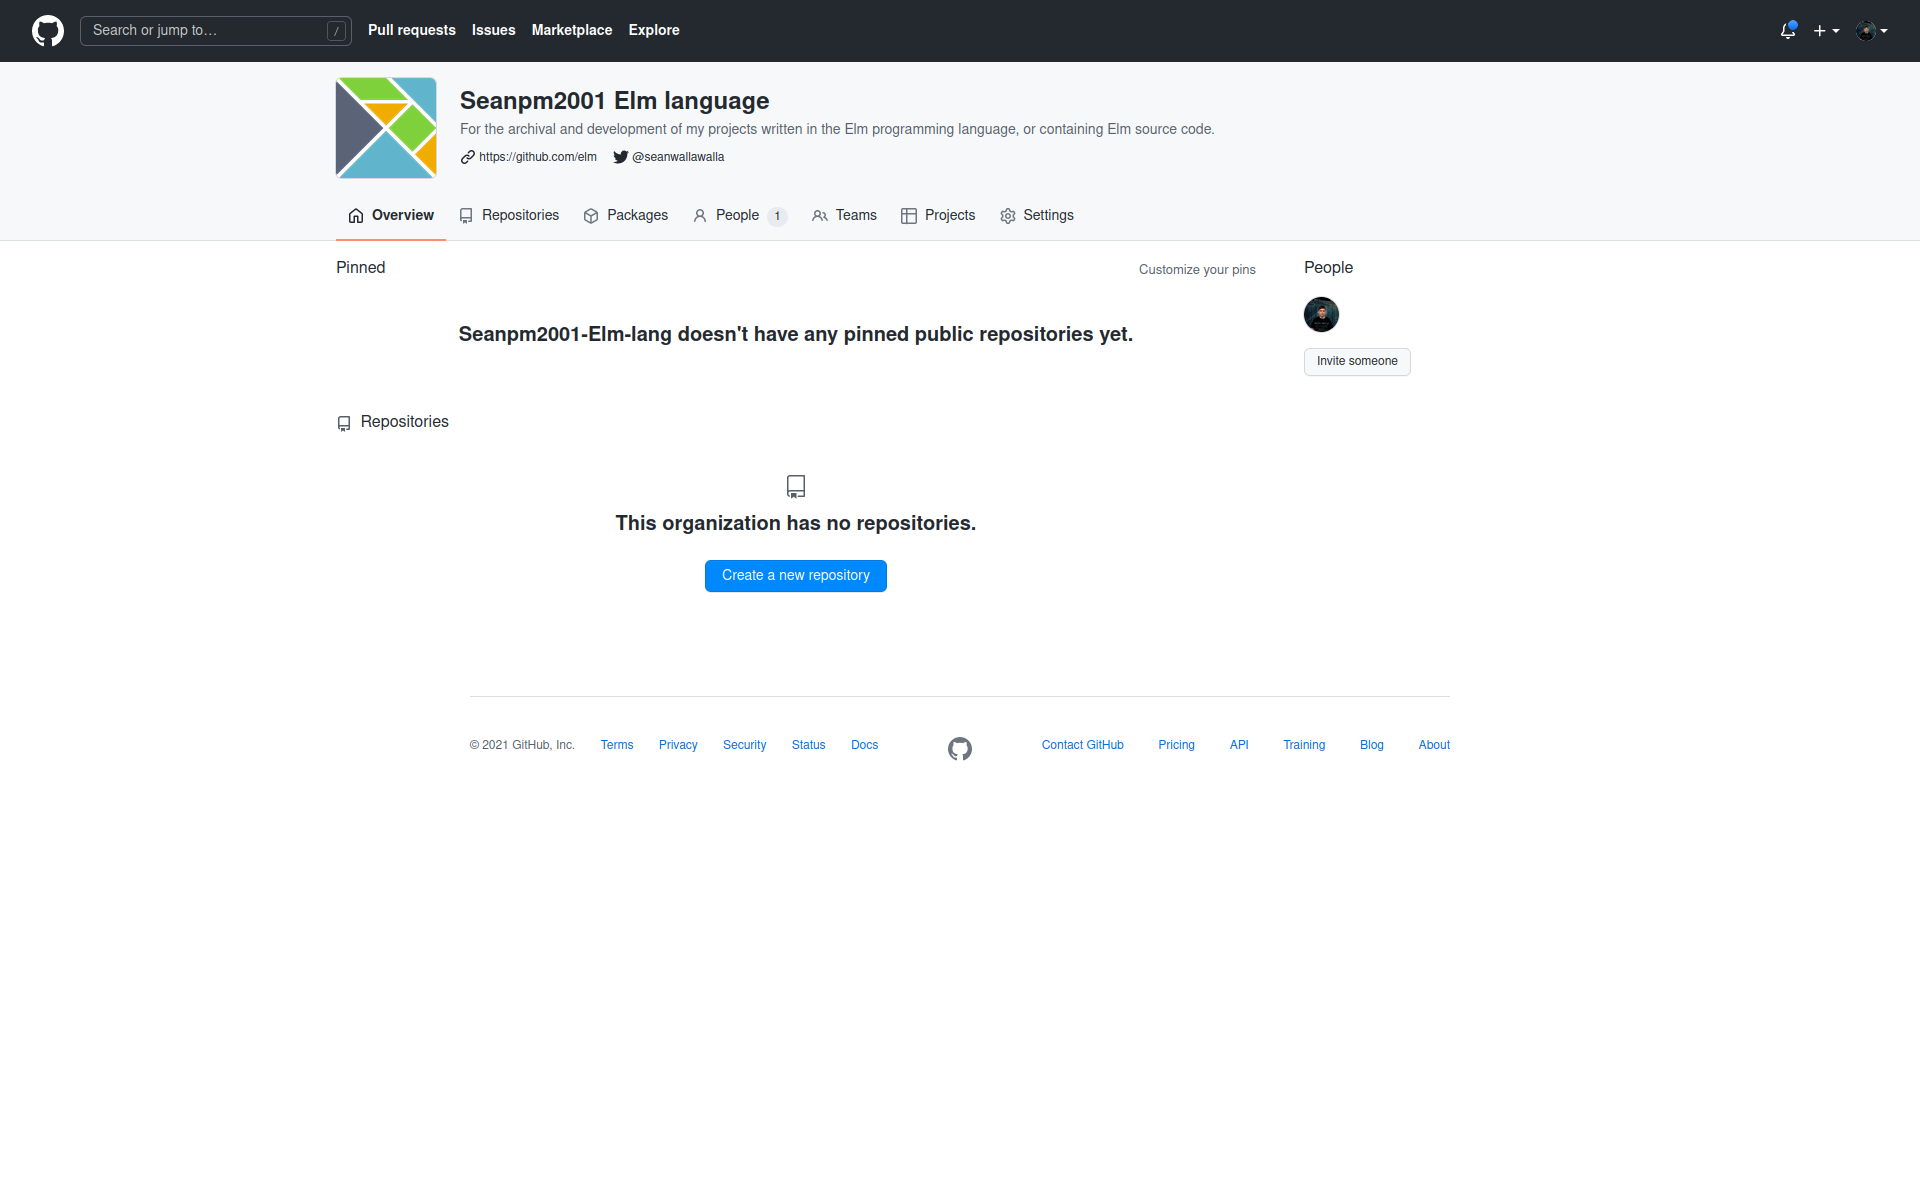 Search or jump to… /
Pull requests Issues Marketplace Explore
Seanpm2001 Elm language
For the archival and development of my projects written in the Elm programming language, or containing Elm source code.
https://github.com/elm @seanwallawalla
Overview Repositories Packages People 1 Teams Projects Settings
Pinned Customize your pins
Seanpm2001-Elm-lang doesn't have any pinned public repositories yet.
People
Invite someone
Repositories
This organization has no repositories.
Create a new repository
© 2021 GitHub, Inc. Terms Privacy Security Status Docs Contact GitHub Pricing API Training Blog About